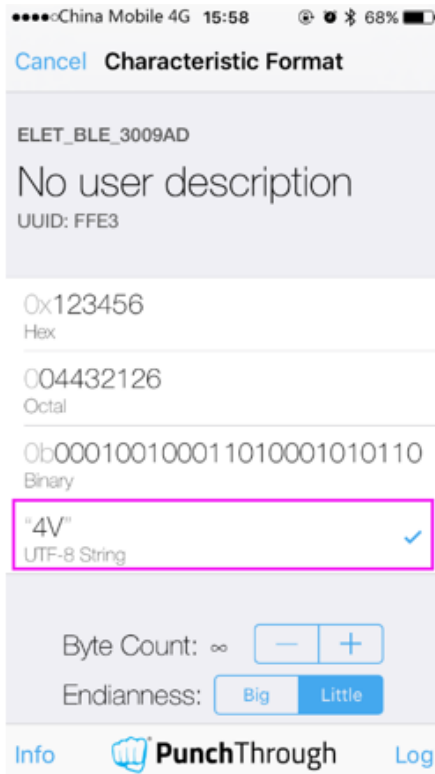 China Mobile 4G 15:58 68%
Cancel Characteristic Format
ELET_BLE_3009AD
No user description
UUID: FFE3
0x123456
Hex
004432126
Octal
0b000100100011010001010110
Binary
"4V"
UTF-8 String
Byte Count: ∞ − +
Endianness: Big Little
Info PunchThrough Log